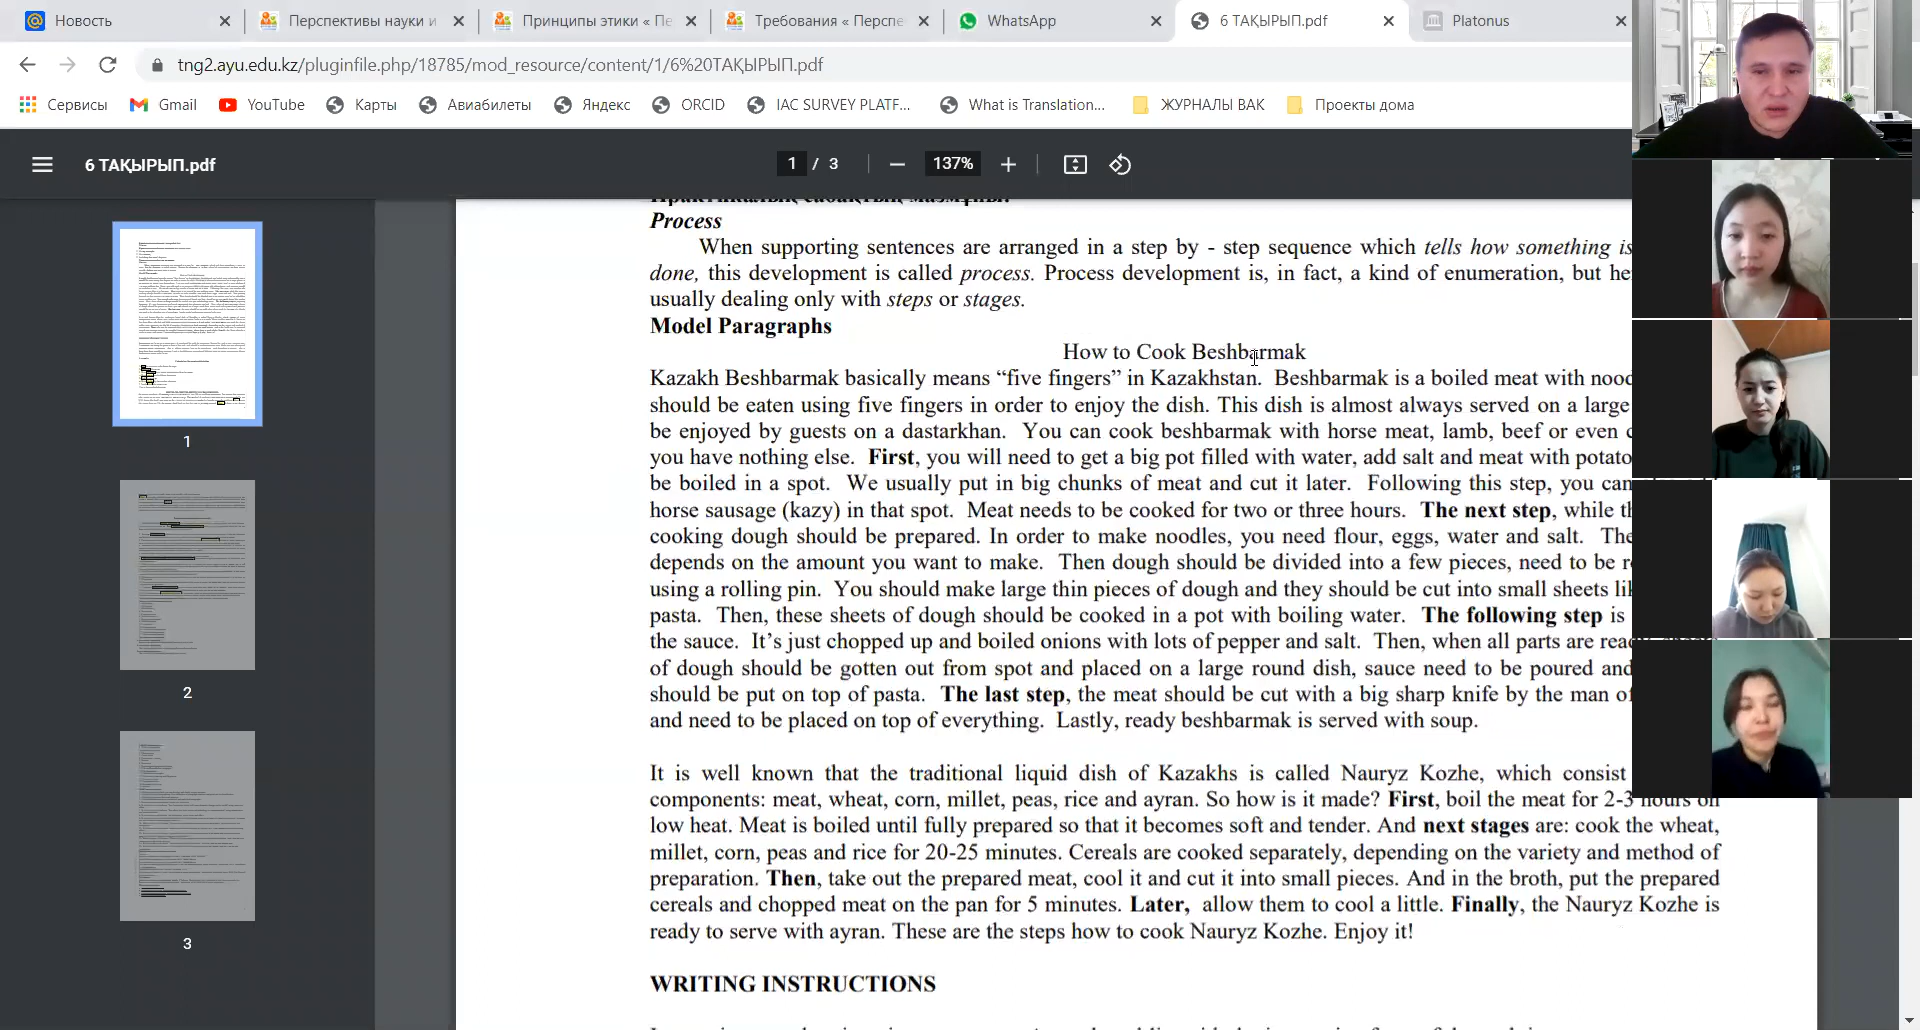 Новость
Перспективы науки и
Принципы этики « Пе
Требования « Перспе
WhatsApp
6 ТАҚЫРЫП.pdf
Platonus
tng2.ayu.edu.kz/pluginfile.php/18785/mod_resource/content/1/6%20ТАҚЫРЫП.pdf
Сервисы
Gmail
YouTube
Карты
Авиабилеты
Яндекс
ORCID
IAC SURVEY PLATF...
What is Translation...
ЖУРНАЛЫ ВАК
Проекты дома
6 ТАҚЫРЫП.pdf
1 / 3
137%
1
2
3
Практикалық сабақтың мазмұны:
Process
When supporting sentences are arranged in a step by - step sequence which tells how something is
done, this development is called process. Process development is, in fact, a kind of enumeration, but he
usually dealing only with steps or stages.
Model Paragraphs
How to Cook Beshbarmak
Kazakh Beshbarmak basically means “five fingers” in Kazakhstan. Beshbarmak is a boiled meat with nood
should be eaten using five fingers in order to enjoy the dish. This dish is almost always served on a large
be enjoyed by guests on a dastarkhan. You can cook beshbarmak with horse meat, lamb, beef or even c
you have nothing else. First, you will need to get a big pot filled with water, add salt and meat with potato
be boiled in a spot. We usually put in big chunks of meat and cut it later. Following this step, you can
horse sausage (kazy) in that spot. Meat needs to be cooked for two or three hours. The next step, while th
cooking dough should be prepared. In order to make noodles, you need flour, eggs, water and salt. The
depends on the amount you want to make. Then dough should be divided into a few pieces, need to be r
using a rolling pin. You should make large thin pieces of dough and they should be cut into small sheets li
pasta. Then, these sheets of dough should be cooked in a pot with boiling water. The following step is
the sauce. It’s just chopped up and boiled onions with lots of pepper and salt. Then, when all parts are read
of dough should be gotten out from spot and placed on a large round dish, sauce need to be poured and
should be put on top of pasta. The last step, the meat should be cut with a big sharp knife by the man of
and need to be placed on top of everything. Lastly, ready beshbarmak is served with soup.
It is well known that the traditional liquid dish of Kazakhs is called Nauryz Kozhe, which consist
components: meat, wheat, corn, millet, peas, rice and ayran. So how is it made? First, boil the meat for 2-3 hours on
low heat. Meat is boiled until fully prepared so that it becomes soft and tender. And next stages are: cook the wheat,
millet, corn, peas and rice for 20-25 minutes. Cereals are cooked separately, depending on the variety and method of
preparation. Then, take out the prepared meat, cool it and cut it into small pieces. And in the broth, put the prepared
cereals and chopped meat on the pan for 5 minutes. Later, allow them to cool a little. Finally, the Nauryz Kozhe is
ready to serve with ayran. These are the steps how to cook Nauryz Kozhe. Enjoy it!
WRITING INSTRUCTIONS